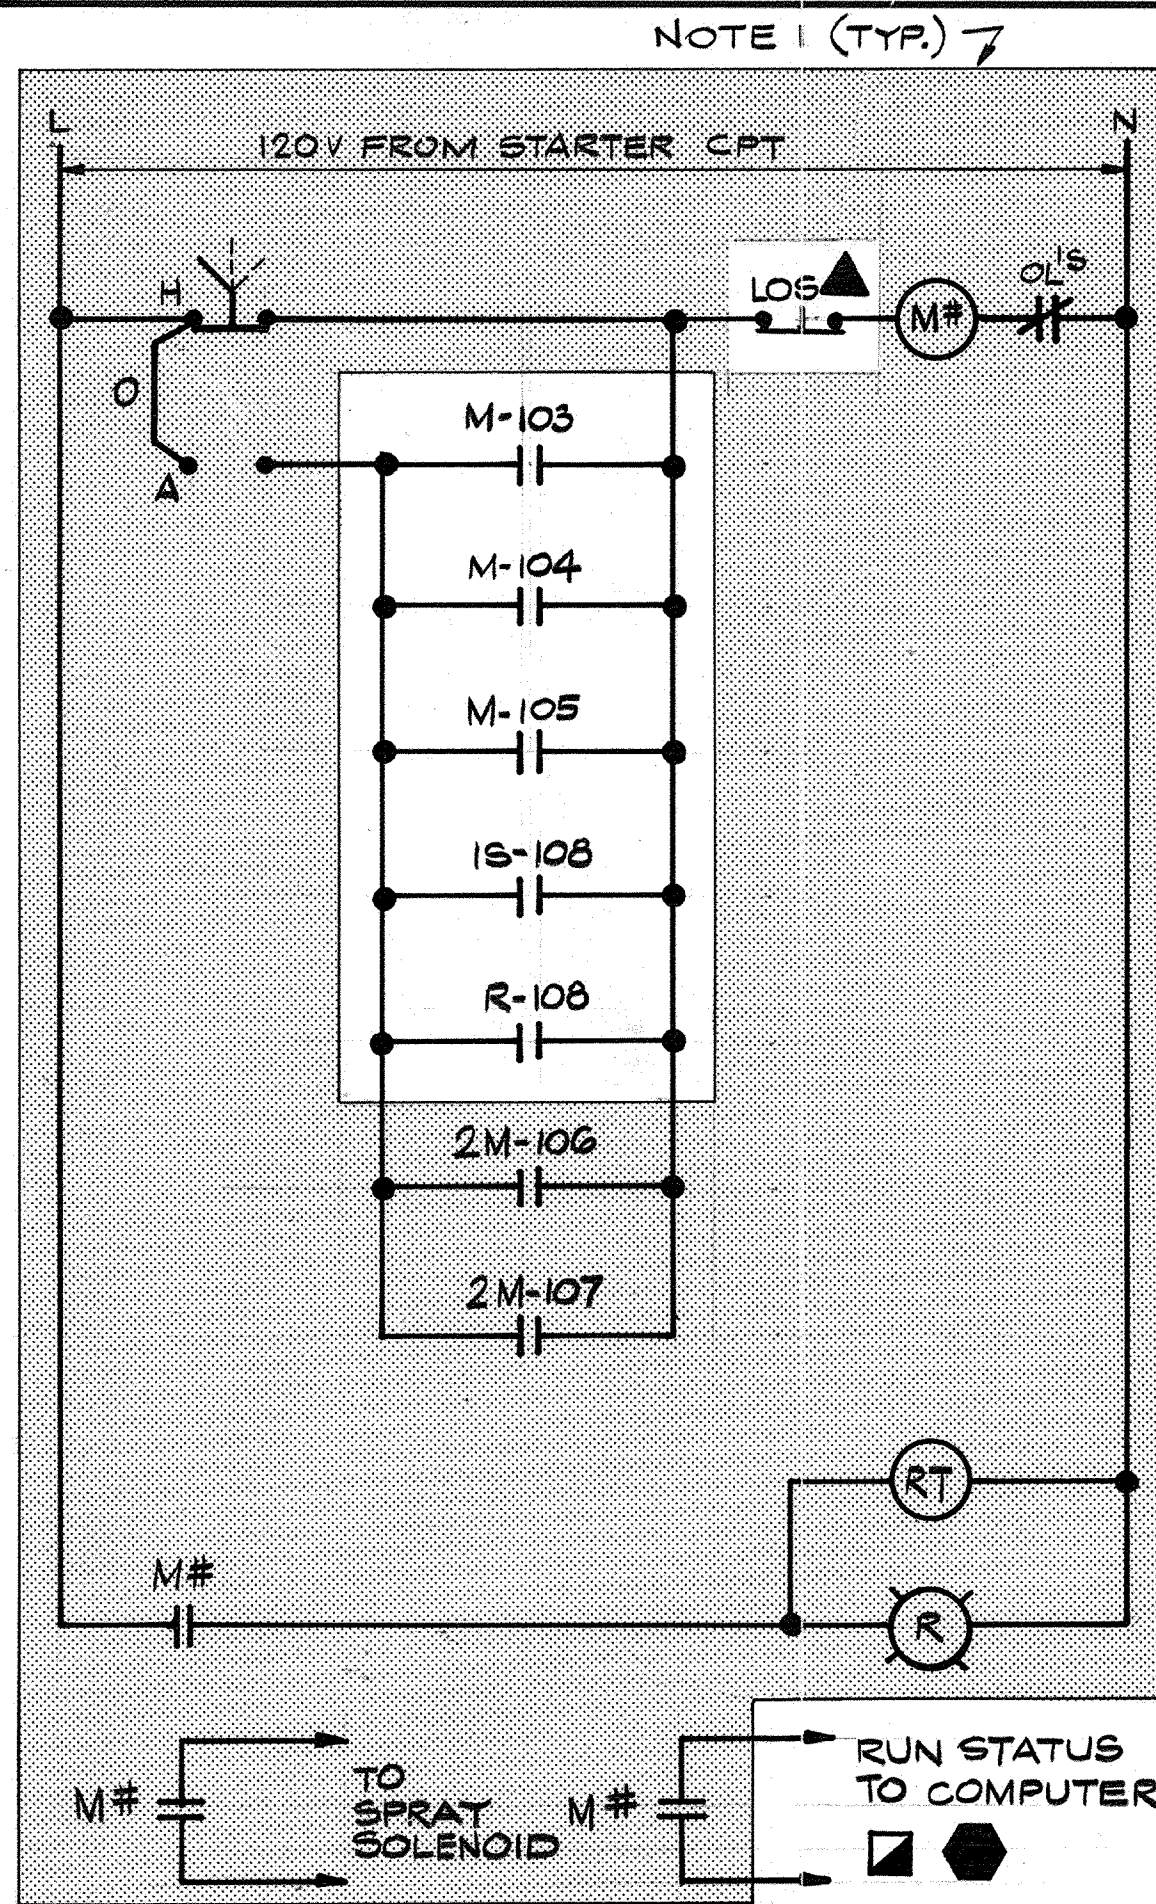 NOTE 1 (TYP.)
L
N
120V FROM STARTER CPT
H
LOS
OL'S
M#
O
A
M-103
M-104
M-105
1S-108
R-108
2M-106
2M-107
RT
M#
R
M#
TO
SPRAY
SOLENOID
M#
RUN STATUS
TO COMPUTER